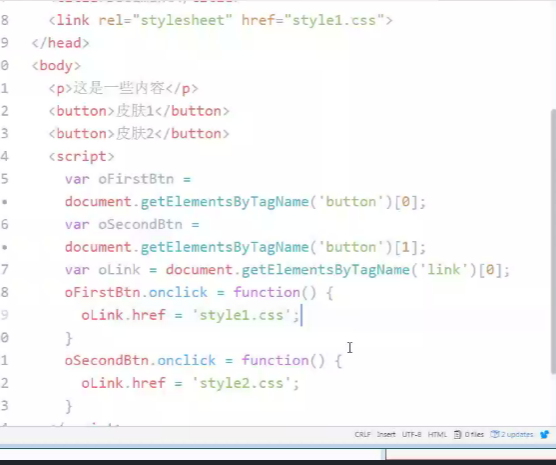 8 <link rel="stylesheet" href="style1.css">
9 </head>
0 <body>
1 <p>这是一些内容</p>
2 <button>皮肤1</button>
3 <button>皮肤2</button>
4 <script>
5 var oFirstBtn =
• document.getElementsByTagName('button')[0];
6 var oSecondBtn =
• document.getElementsByTagName('button')[1];
7 var oLink = document.getElementsByTagName('link')[0];
8 oFirstBtn.onclick = function() {
9 oLink.href = 'style1.css';
0 }
1 oSecondBtn.onclick = function() {
2 oLink.href = 'style2.css';
3 }
CRLF Insert UTF-8 HTML 0 files 2 updates